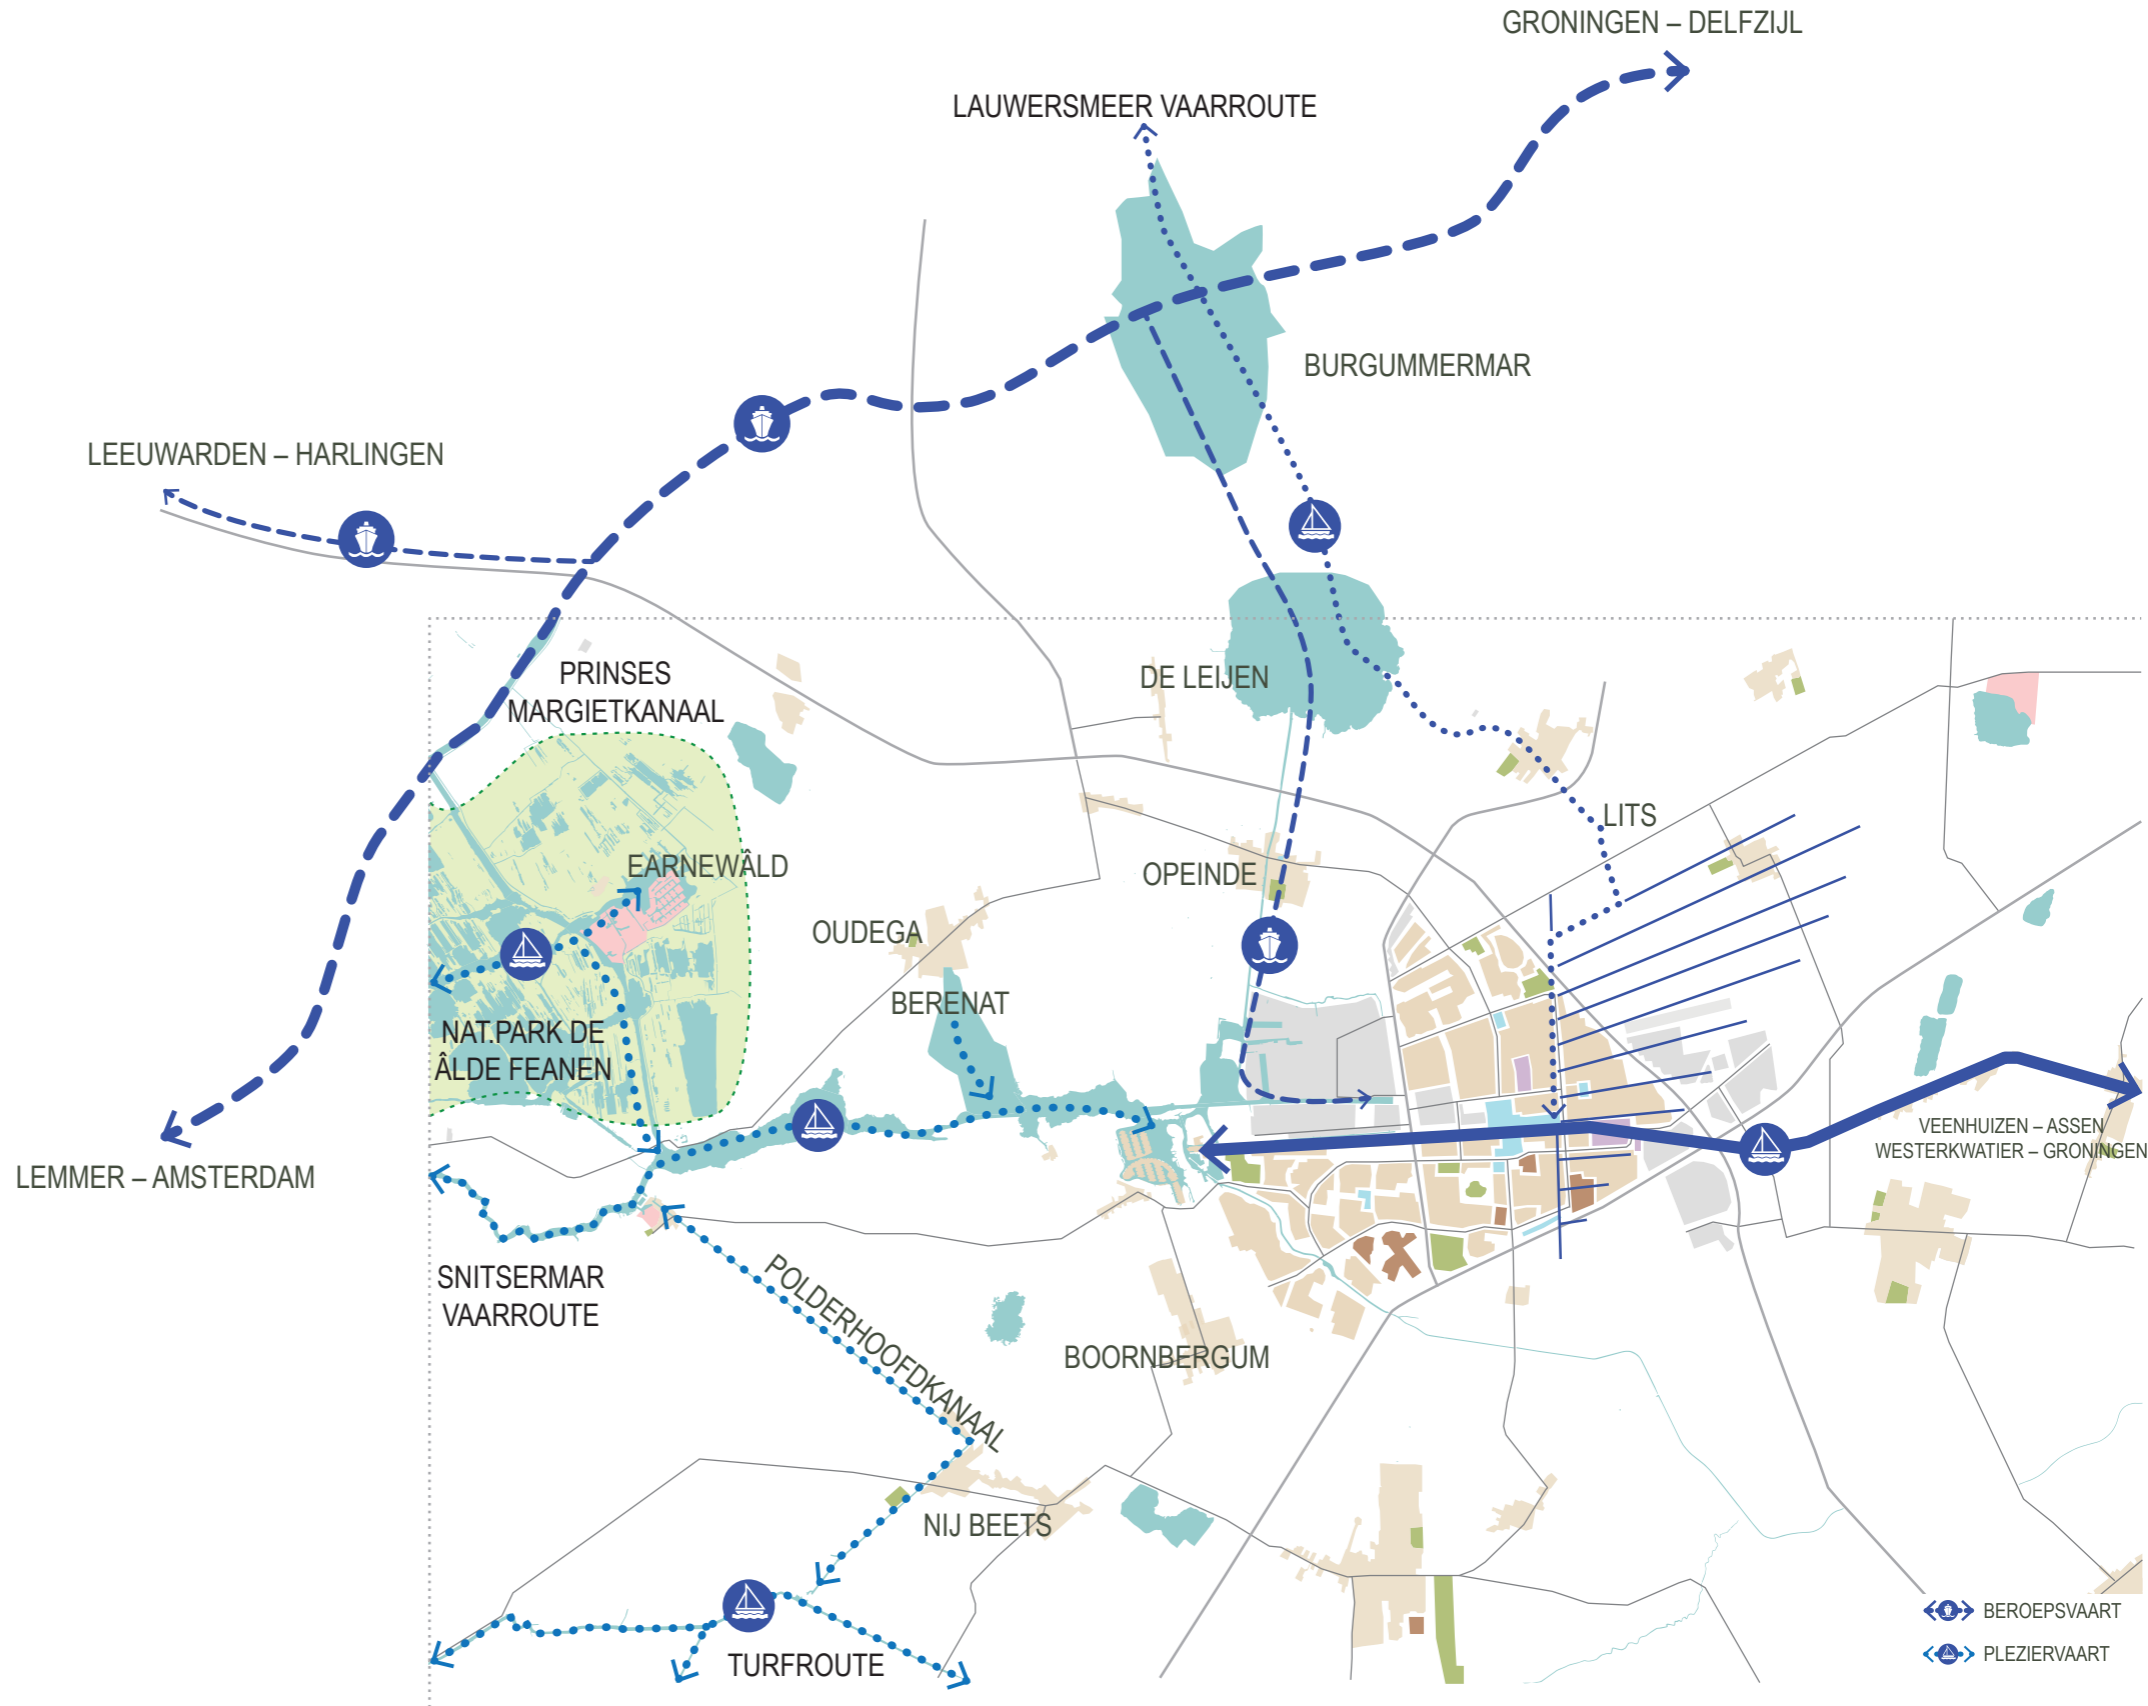 GRONINGEN – DELFZIJL
LAUWERSMEER VAARROUTE
BURGUMMERMAR
LEEUWARDEN – HARLINGEN
PRINSES
MARGIETKANAAL
DE LEIJEN
LITS
EARNEWÂLD
OPEINDE
OUDEGA
BERENAT
NAT.PARK DE
ÂLDE FEANEN
VEENHUIZEN – ASSEN
WESTERKWATIER – GRONINGEN
LEMMER – AMSTERDAM
SNITSERMAR
VAARROUTE
POLDERHOOFDKANAAL
BOORNBERGUM
NIJ BEETS
TURFROUTE
BEROEPSVAART
PLEZIERVAART